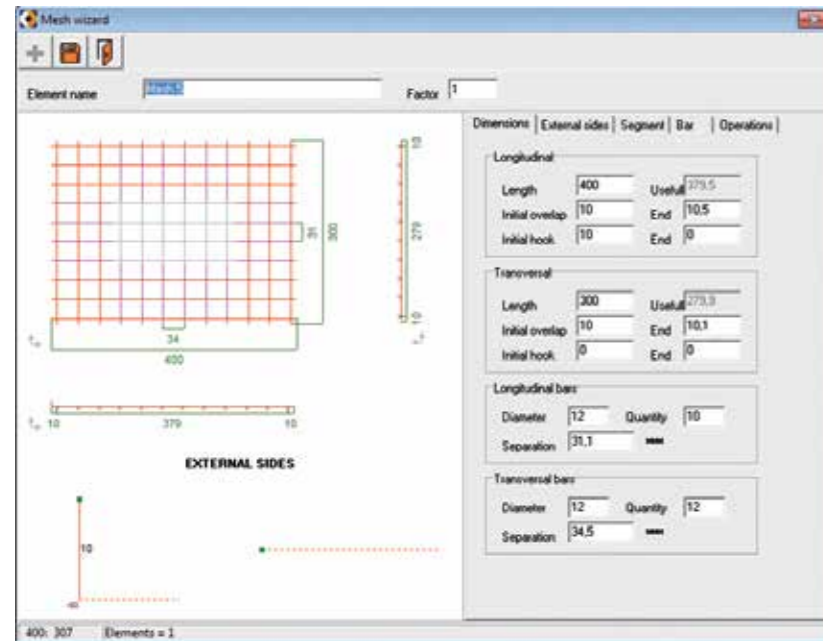 Mesh wizard
Element name Mesh 5 Factor 1
Dimensions External sides Segment Bar Operations
Longitudinal
Length 400 Usefull 379,5
Initial overlap 10 End 10,5
Initial hook 10 End 0
Transversal
Length 300 Usefull 279,9
Initial overlap 10 End 10,1
Initial hook 0 End 0
Longitudinal bars
Diameter 12 Quantity 10
Separation 31,1
Transversal bars
Diameter 12 Quantity 12
Separation 34,5
31
300
34
400
10
279
10
10 379 10
EXTERNAL SIDES
10
400: 307 Elements = 1